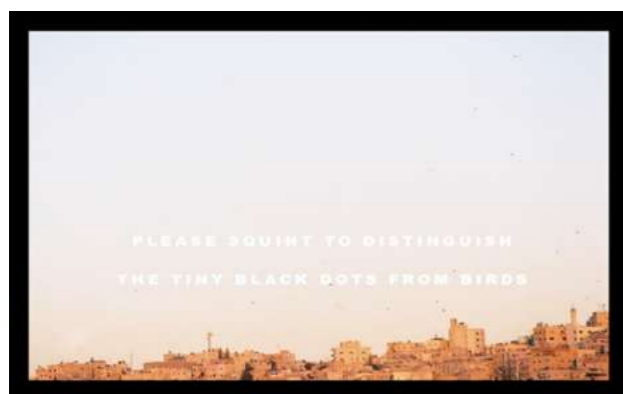 PLEASE SQUINT TO DISTINGUISH
THE TINY BLACK DOTS FROM BIRDS